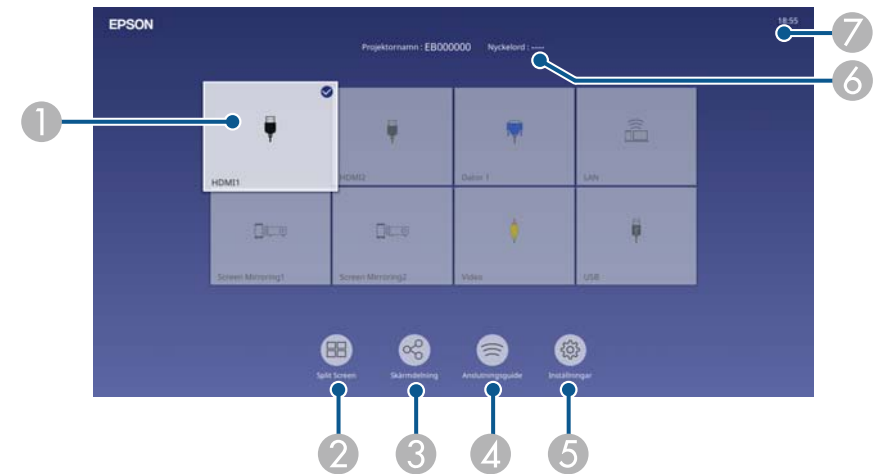 EPSON
18:55
Projektornamn : EB000000 Nyckelord : ----
HDMI1
HDMI2
Dator 1
LAN
Screen Mirroring1
Screen Mirroring2
Video
USB
Split Screen
Skärmdelning
Anslutningsguide
Inställningar
1
2
3
4
5
6
7